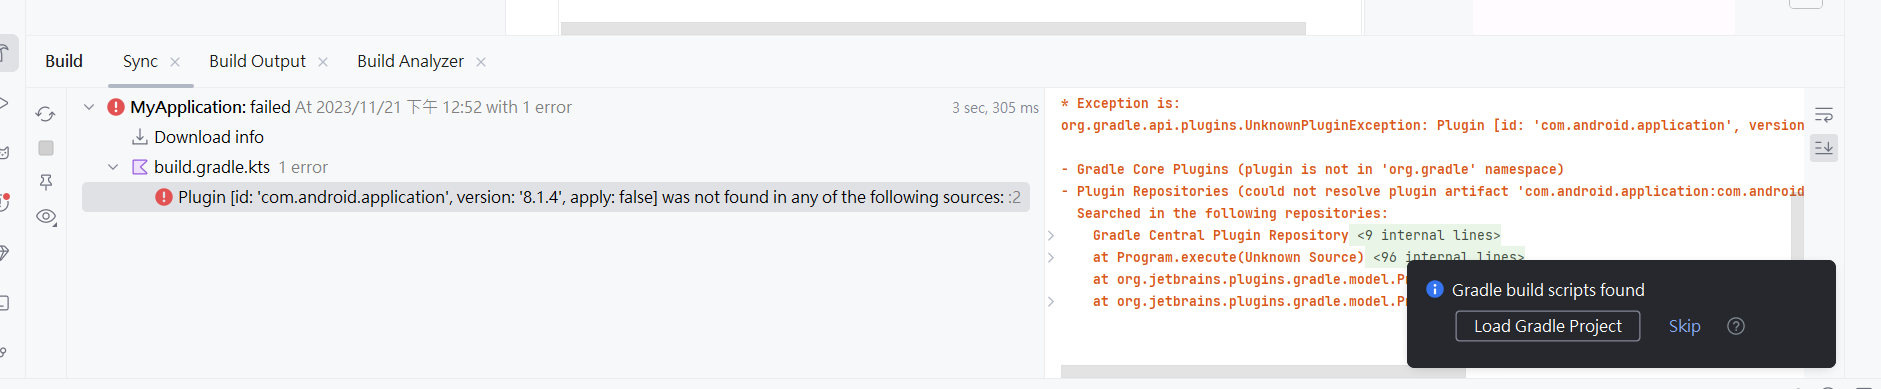 Build
Sync
Build Output
Build Analyzer
MyApplication: failed At 2023/11/21 下午 12:52 with 1 error
3 sec, 305 ms
Download info
build.gradle.kts 1 error
Plugin [id: 'com.android.application', version: '8.1.4', apply: false] was not found in any of the following sources: :2
* Exception is:
org.gradle.api.plugins.UnknownPluginException: Plugin [id: 'com.android.application', version
- Gradle Core Plugins (plugin is not in 'org.gradle' namespace)
- Plugin Repositories (could not resolve plugin artifact 'com.android.application:com.android
Searched in the following repositories:
Gradle Central Plugin Repository <9 internal lines>
at Program.execute(Unknown Source) <96 internal lines>
at org.jetbrains.plugins.gradle.model.
at org.jetbrains.plugins.gradle.model.
Gradle build scripts found
Load Gradle Project
Skip